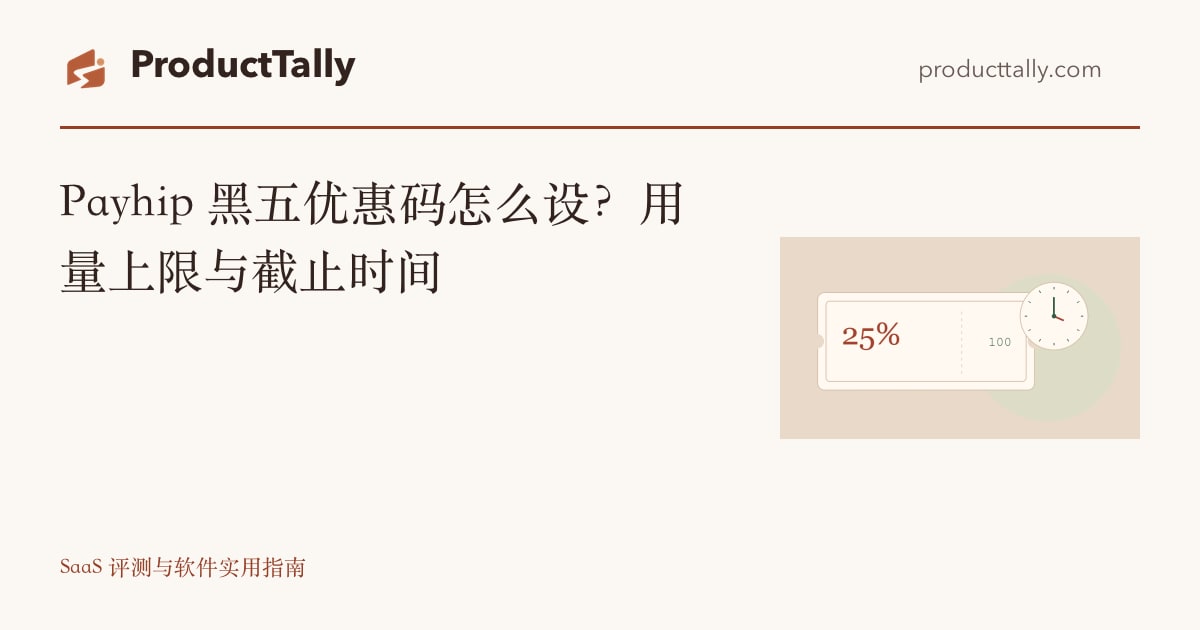 ProductTally
producttally.com
Payhip 黑五优惠码怎么设？用
量上限与截止时间
25%
100
SaaS 评测与软件实用指南